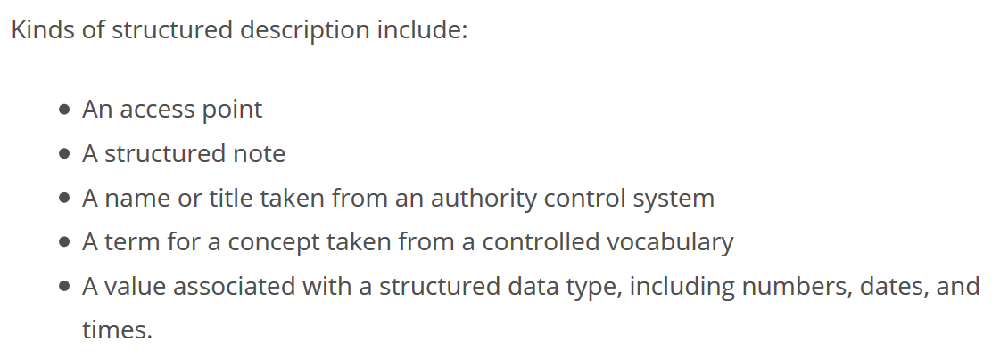 Kinds of structured description include:
• An access point
• A structured note
• A name or title taken from an authority control system
• A term for a concept taken from a controlled vocabulary
• A value associated with a structured data type, including numbers, dates, and
times.